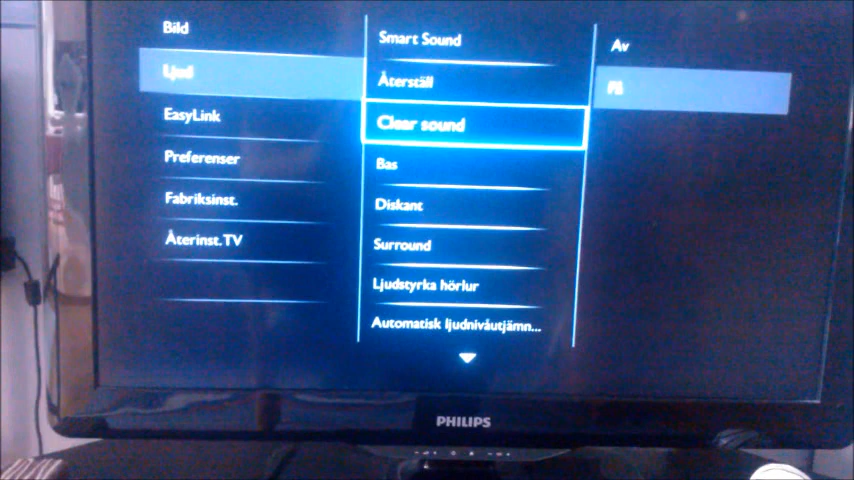 Bild
Ljud
EasyLink
Preferenser
Fabriksinst.
Återinst.TV
Smart Sound
Återställ
Clear sound
Bas
Diskant
Surround
Ljudstyrka hörlur
Automatisk ljudnivåutjämn...
Av
På
PHILIPS